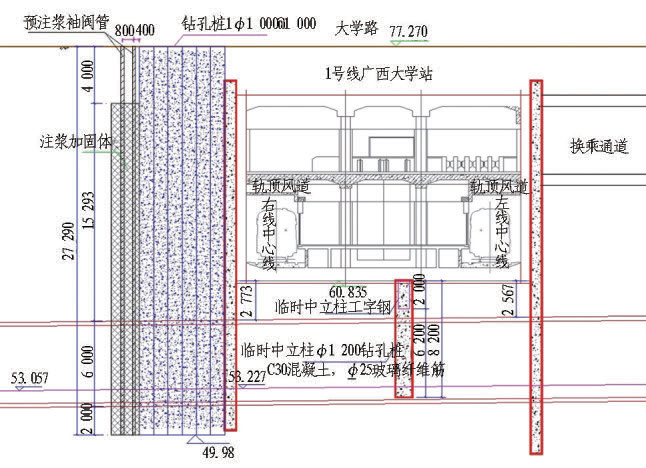 预注浆袖阀管
800 400
钻孔桩1φ1 000@1 000
大学路
77.270
1号线广西大学站
4 000
注浆加固体
换乘通道
轨顶风道
轨顶风道
右线中心线
左线中心线
15 293
27 290
60.835
2 773
2 000
2 567
临时中立柱工字钢
临时中立柱φ1 200钻孔桩
C30混凝土，φ25玻璃纤维筋
6 200
8 200
6 000
53.057
53.227
2 000
49.98